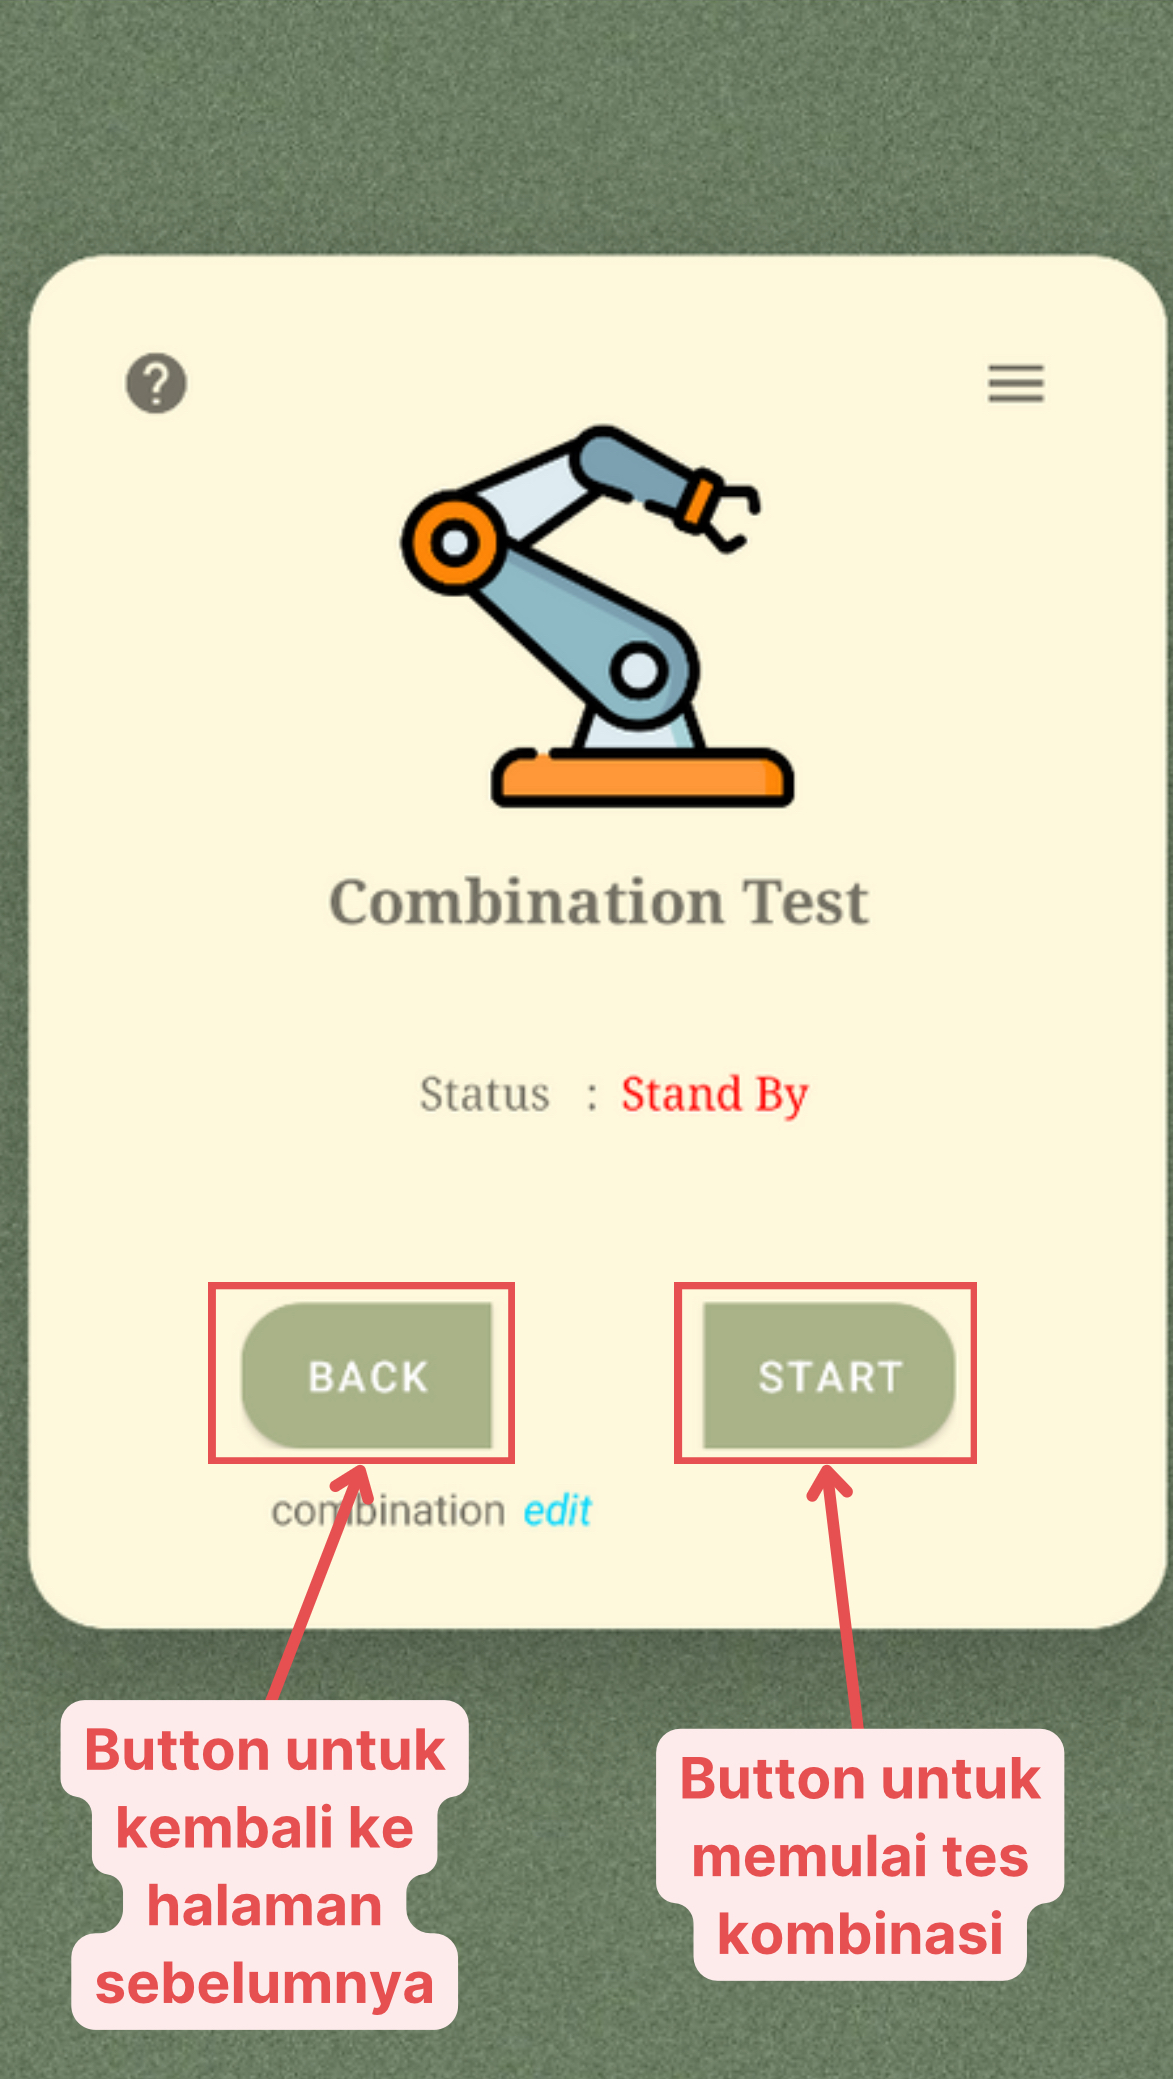 ?
Combination Test
Status : Stand By
BACK
START
combination edit
Button untuk
kembali ke
halaman
sebelumnya
Button untuk
memulai tes
kombinasi